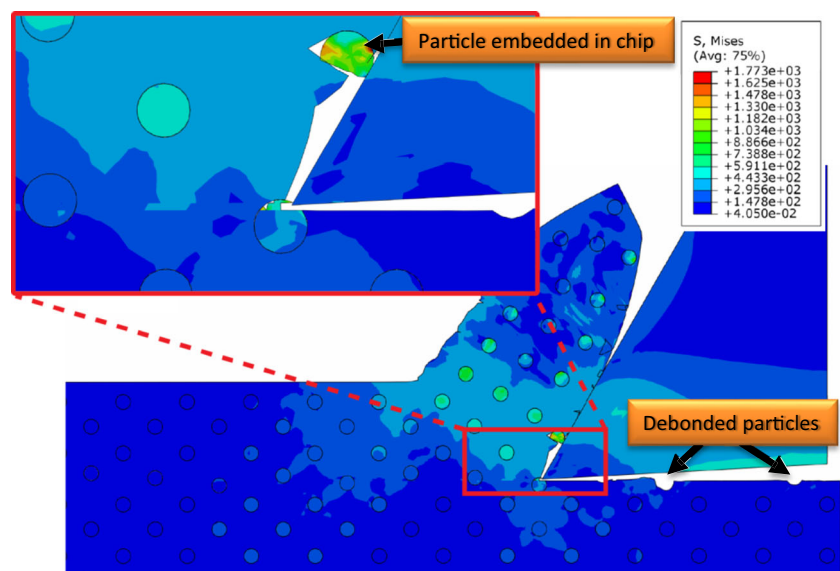 Particle embedded in chip
S, Mises
(Avg: 75%)
+1.773e+03
+1.625e+03
+1.478e+03
+1.330e+03
+1.182e+03
+1.034e+03
+8.866e+02
+7.388e+02
+5.911e+02
+4.433e+02
+2.956e+02
+1.478e+02
+4.050e-02
Debonded particles